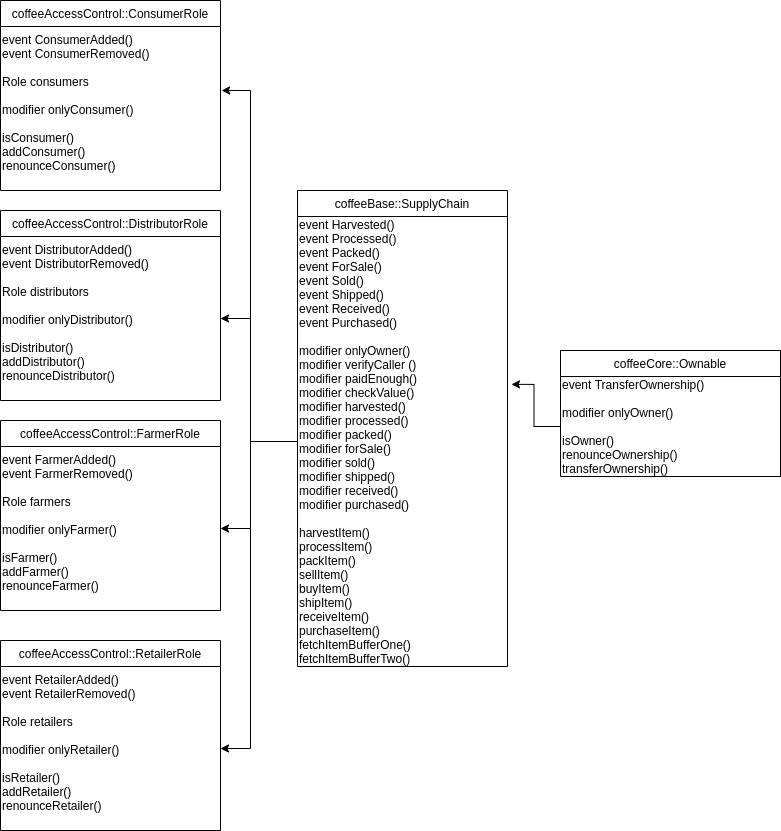 coffeeAccessControl::ConsumerRole
event ConsumerAdded()
event ConsumerRemoved()
Role consumers
modifier onlyConsumer()
isConsumer()
addConsumer()
renounceConsumer()
coffeeAccessControl::DistributorRole
event DistributorAdded()
event DistributorRemoved()
Role distributors
modifier onlyDistributor()
isDistributor()
addDistributor()
renounceDistributor()
coffeeAccessControl::FarmerRole
event FarmerAdded()
event FarmerRemoved()
Role farmers
modifier onlyFarmer()
isFarmer()
addFarmer()
renounceFarmer()
coffeeAccessControl::RetailerRole
event RetailerAdded()
event RetailerRemoved()
Role retailers
modifier onlyRetailer()
isRetailer()
addRetailer()
renounceRetailer()
coffeeBase::SupplyChain
event Harvested()
event Processed()
event Packed()
event ForSale()
event Sold()
event Shipped()
event Received()
event Purchased()
modifier onlyOwner()
modifier verifyCaller ()
modifier paidEnough()
modifier checkValue()
modifier harvested()
modifier processed()
modifier packed()
modifier forSale()
modifier sold()
modifier shipped()
modifier received()
modifier purchased()
harvestItem()
processItem()
packItem()
sellItem()
buyItem()
shipItem()
receiveItem()
purchaseItem()
fetchItemBufferOne()
fetchItemBufferTwo()
coffeeCore::Ownable
event TransferOwnership()
modifier onlyOwner()
isOwner()
renounceOwnership()
transferOwnership()